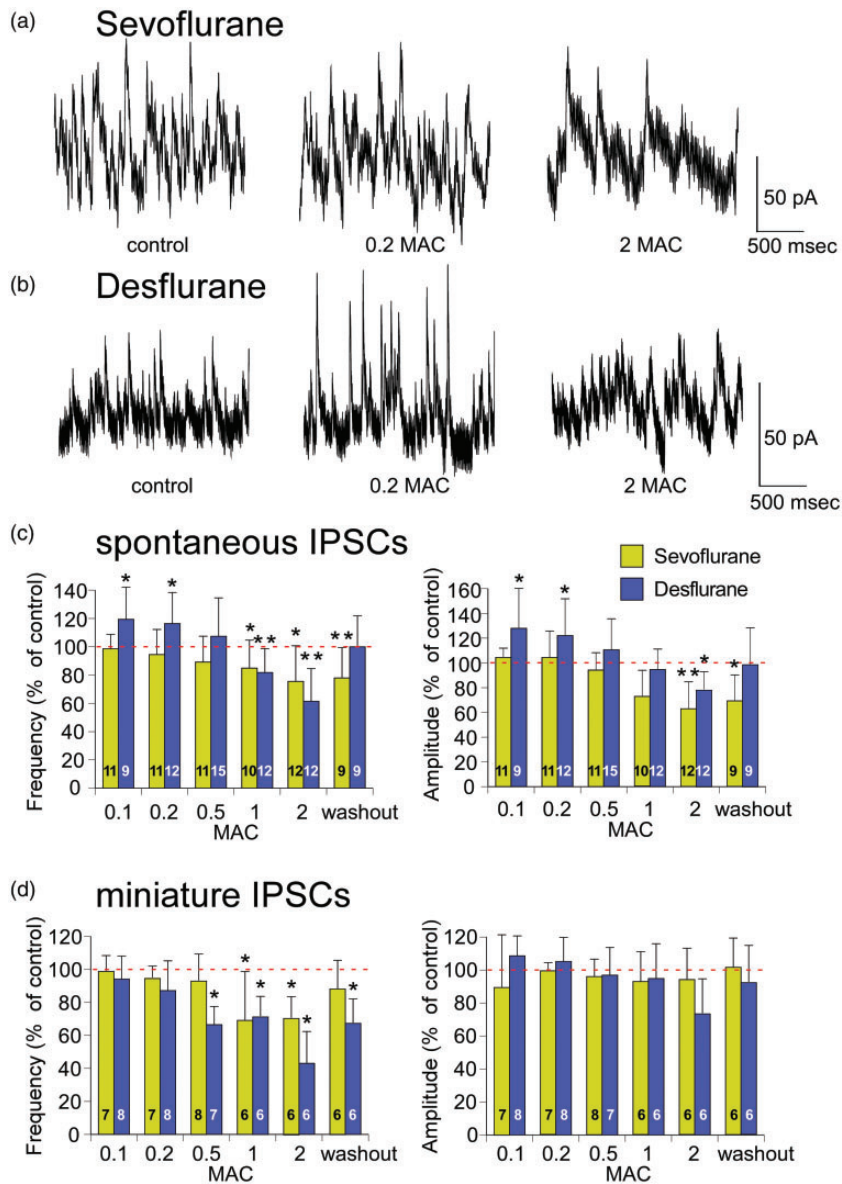 (a) Sevoflurane
control 0.2 MAC 2 MAC
50 pA
500 msec
(b) Desflurane
control 0.2 MAC 2 MAC
50 pA
500 msec
(c) spontaneous IPSCs
Sevoflurane
Desflurane
Frequency (% of control)
140
120
100
80
60
40
20
0
* * * ** * ** **
11 9 11 12 11 15 10 12 12 12 9 9
0.1 0.2 0.5 1 2 washout
MAC
Amplitude (% of control)
160
140
120
100
80
60
40
20
0
* * ** * *
11 9 11 12 11 15 10 12 12 12 9 9
0.1 0.2 0.5 1 2 washout
MAC
(d) miniature IPSCs
Frequency (% of control)
120
100
80
60
40
20
0
* * * * * *
7 8 7 8 8 7 6 6 6 6 6 6
0.1 0.2 0.5 1 2 washout
MAC
Amplitude (% of control)
120
100
80
60
40
20
0
7 8 7 8 8 7 6 6 6 6 6 6
0.1 0.2 0.5 1 2 washout
MAC